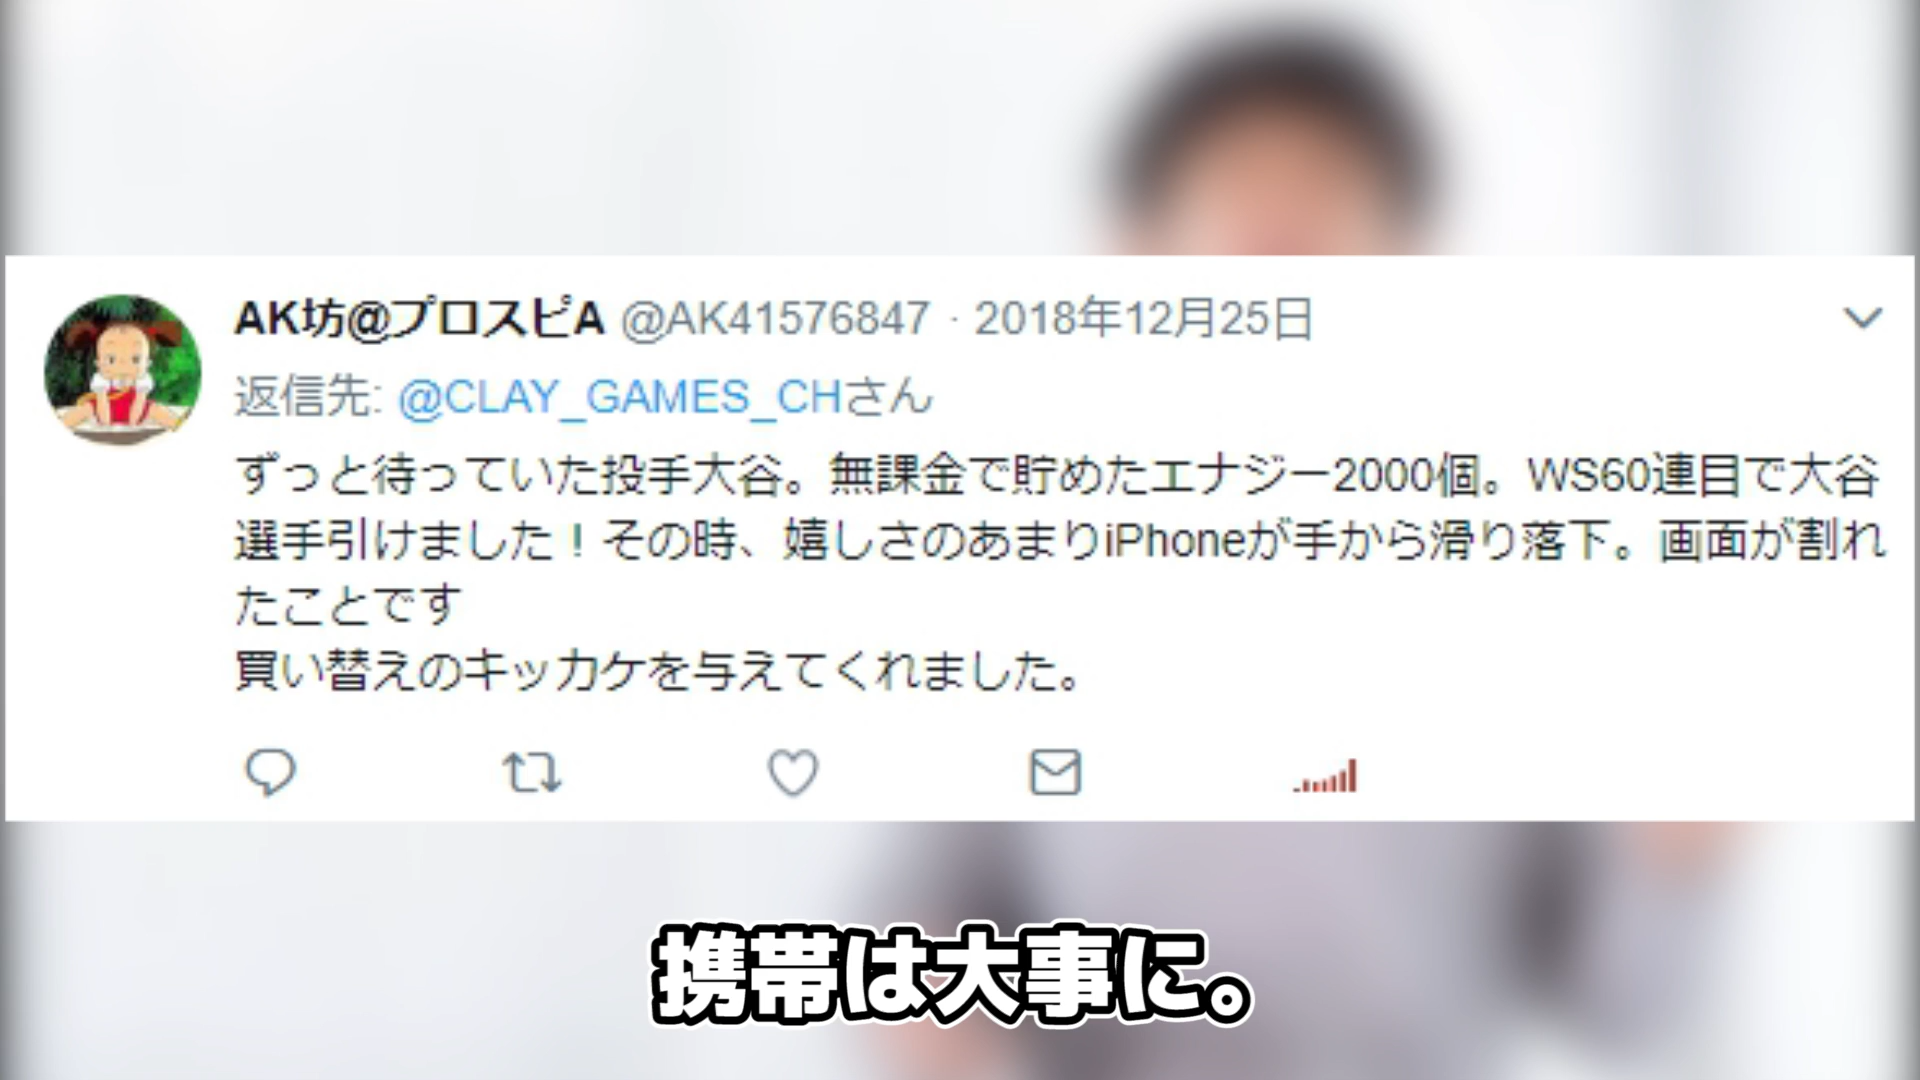 AK坊@プロスピA @AK41576847 · 2018年12月25日
返信先: @CLAY_GAMES_CHさん
ずっと待っていた投手大谷。無課金で貯めたエナジー2000個。WS60連目で大谷
選手引けました！その時、嬉しさのあまりiPhoneが手から滑り落下。画面が割れ
たことです
買い替えのキッカケを与えてくれました。
携帯は大事に。